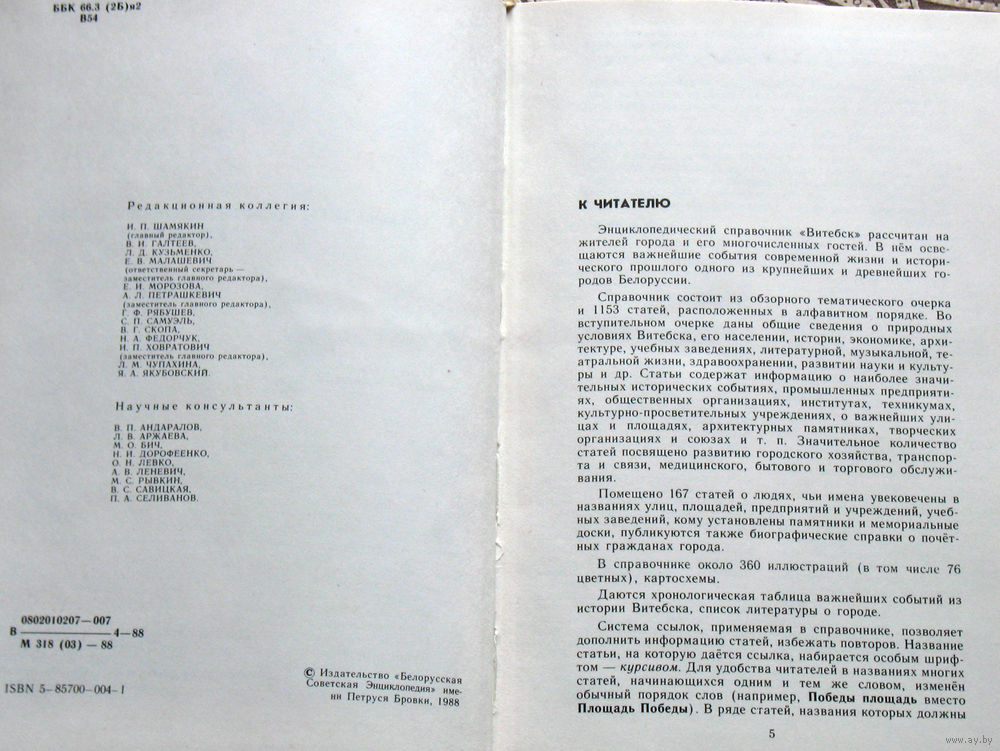 ББК 66.3 (2Б)я2
В54
Редакционная коллегия:
И. П. ШАМЯКИН
(главный редактор),
В. И. ГАЛТЕЕВ,
Л. Д. КУЗЬМЕНКО,
Е. В. МАЛАШЕВИЧ
(ответственный секретарь —
заместитель главного редактора),
Е. И. МОРОЗОВА,
А. Л. ПЕТРАШКЕВИЧ
(заместитель главного редактора),
Г. Ф. РЯБУШЕВ,
С. П. САМУЭЛЬ,
В. Г. СКОПА,
Н. А. ФЕДОРЧУК,
И. П. ХОВРАТОВИЧ
(заместитель главного редактора),
Л. М. ЧУПАХИНА,
Я. А. ЯКУБОВСКИЙ.
Научные консультанты:
В. П. АНДАРАЛОВ,
Л. В. АРЖАЕВА,
М. О. БИЧ,
Н. И. ДОРОФЕЕНКО,
О. Н. ЛЕВКО,
А. В. ЛЕНЕВИЧ,
М. С. РЫВКИН,
В. С. САВИЦКАЯ,
П. А. СЕЛИВАНОВ.
0802010207—007
В 4—88
М 318 (03) — 88
ISBN 5-85700-004-1
© Издательство «Белорусская
Советская Энциклопедия» име-
ни Петруся Бровки, 1988
К ЧИТАТЕЛЮ
Энциклопедический справочник «Витебск» рассчитан на
жителей города и его многочисленных гостей. В нём осве-
щаются важнейшие события современной жизни и истори-
ческого прошлого одного из крупнейших и древнейших го-
родов Белоруссии.
Справочник состоит из обзорного тематического очерка
и 1153 статей, расположенных в алфавитном порядке. Во
вступительном очерке даны общие сведения о природных
условиях Витебска, его населении, истории, экономике, архи-
тектуре, учебных заведениях, литературной, музыкальной, те-
атральной жизни, здравоохранении, развитии науки и культу-
ры и др. Статьи содержат информацию о наиболее значи-
тельных исторических событиях, промышленных предприяти-
ях, общественных организациях, институтах, техникумах,
культурно-просветительных учреждениях, о важнейших ули-
цах и площадях, архитектурных памятниках, творческих
организациях и союзах и т. п. Значительное количество
статей посвящено развитию городского хозяйства, транспор-
та и связи, медицинского, бытового и торгового обслужи-
вания.
Помещено 167 статей о людях, чьи имена увековечены в
названиях улиц, площадей, предприятий и учреждений, учеб-
ных заведений, кому установлены памятники и мемориальные
доски, публикуются также биографические справки о почёт-
ных гражданах города.
В справочнике около 360 иллюстраций (в том числе 76
цветных), картосхемы.
Даются хронологическая таблица важнейших событий из
истории Витебска, список литературы о городе.
Система ссылок, применяемая в справочнике, позволяет
дополнить информацию статей, избежать повторов. Название
статьи, на которую даётся ссылка, набирается особым шриф-
том — курсивом. Для удобства читателей в названиях многих
статей, начинающихся одним и тем же словом, изменён
обычный порядок слов (например, Победы площадь вместо
Площадь Победы). В ряде статей, названия которых должны
5
www.ay.by